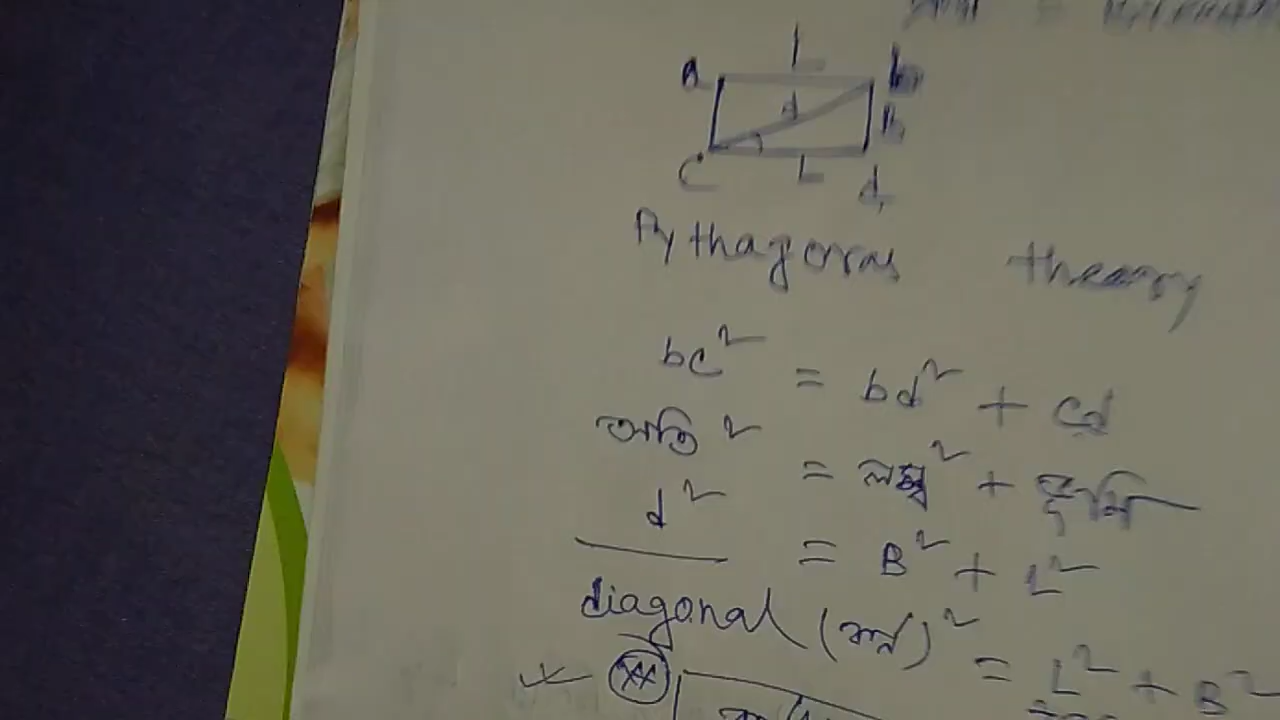 L
A b
d B
C L d
Pythagoras theory
bc² = bd² + cd
অতি² = লম্ব² + ভূমি
d² = B² + L²
diagonal (কর্ণ)² = L² + B²